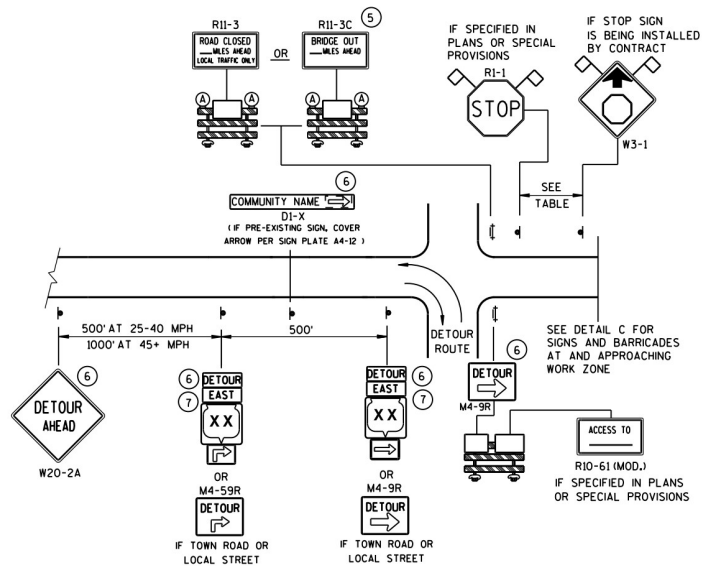 R11-3
ROAD CLOSED
__MILES AHEAD
LOCAL TRAFFIC ONLY
OR
R11-3C
5
BRIDGE OUT
__MILES AHEAD
A
A
A
A
IF SPECIFIED IN
PLANS OR SPECIAL
PROVISIONS
R1-1
STOP
IF STOP SIGN
IS BEING INSTALLED
BY CONTRACT
W3-1
SEE
TABLE
6
COMMUNITY NAME
D1-X
(IF PRE-EXISTING SIGN, COVER
ARROW PER SIGN PLATE A4-12)
500' AT 25-40 MPH
1000' AT 45+ MPH
500'
DETOUR
ROUTE
SEE DETAIL C FOR
SIGNS AND BARRICADES
AT AND APPROACHING
WORK ZONE
6
DETOUR
AHEAD
W20-2A
6
DETOUR
7
EAST
XX
OR
M4-59R
DETOUR
IF TOWN ROAD OR
LOCAL STREET
DETOUR
6
EAST
7
XX
OR
M4-9R
DETOUR
IF TOWN ROAD OR
LOCAL STREET
6
DETOUR
M4-9R
ACCESS TO
R10-61 (MOD.)
IF SPECIFIED IN PLANS
OR SPECIAL PROVISIONS